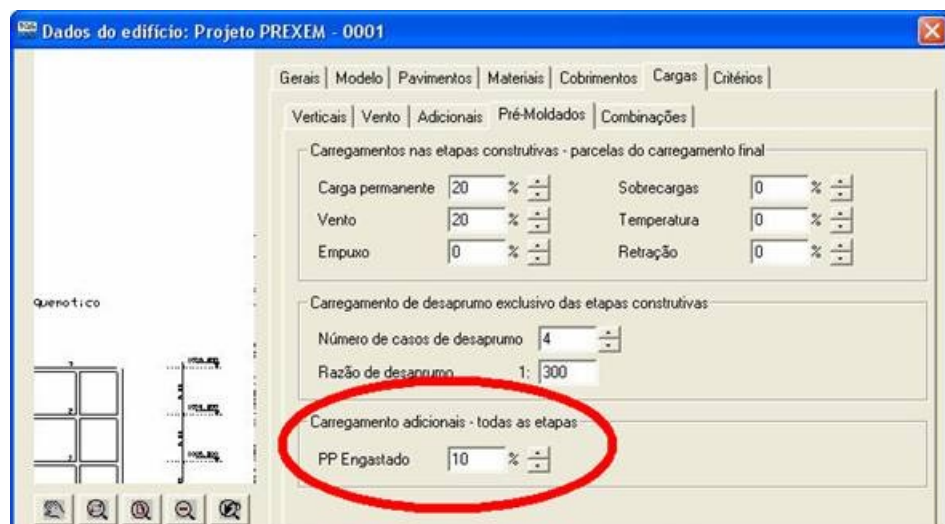 Dados do edifício: Projeto PREXEM - 0001
Gerais Modelo Pavimentos Materiais Cobrimentos Cargas Critérios
Verticais Vento Adicionais Pré-Moldados Combinações
Carregamentos nas etapas construtivas - parcelas do carregamento final
Carga permanente 20 % Sobrecargas 0 %
Vento 20 % Temperatura 0 %
Empuxo 0 % Retração 0 %
quemotico
Carregamento de desaprumo exclusivo das etapas construtivas
Número de casos de desaprumo 4
Razão de desaprumo 1: 300
Carregamento adicionais - todas as etapas
PP Engastado 10 %